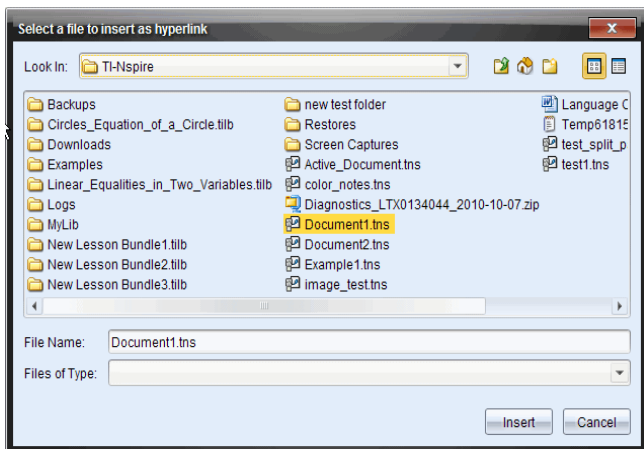 Select a file to insert as hyperlink
Look In: TI-Nspire
Backups
Circles_Equation_of_a_Circle.tilb
Downloads
Examples
Linear_Equalities_in_Two_Variables.tilb
Logs
MyLib
New Lesson Bundle1.tilb
New Lesson Bundle2.tilb
New Lesson Bundle3.tilb
new test folder
Restores
Screen Captures
Active_Document.tns
color_notes.tns
Diagnostics_LTX0134044_2010-10-07.zip
Document1.tns
Document2.tns
Example1.tns
image_test.tns
Language C
Temp61815
test_split_p
test1.tns
File Name: Document1.tns
Files of Type:
Insert Cancel